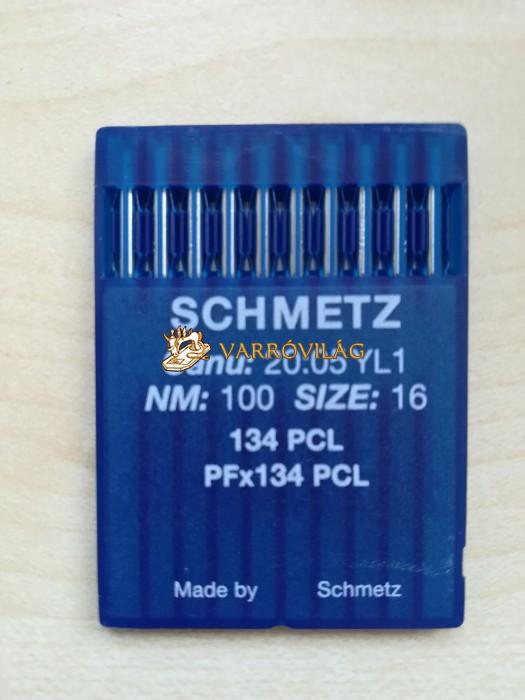 SCHMETZ
VARRÓVILÁG
20:05 YL1
NM: 100 SIZE: 16
134 PCL
PFx134 PCL
Made by Schmetz